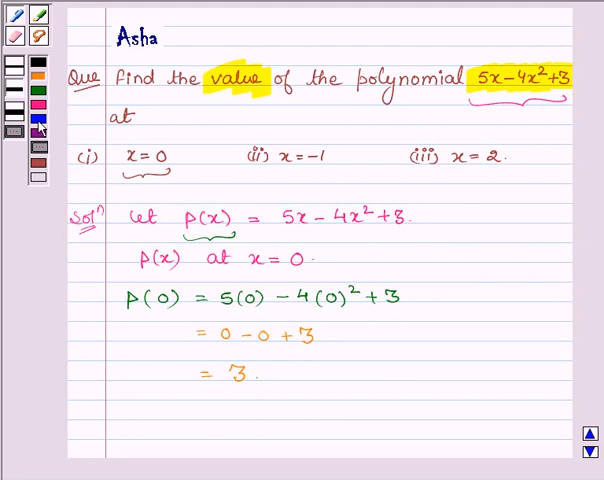 Asha
Que Find the value of the polynomial 5x - 4x² + 3
at
(i) x = 0 (ii) x = -1 (iii) x = 2.
Solⁿ Let p(x) = 5x - 4x² + 3.
p(x) at x = 0.
p(0) = 5(0) - 4(0)² + 3
= 0 - 0 + 3
= 3.